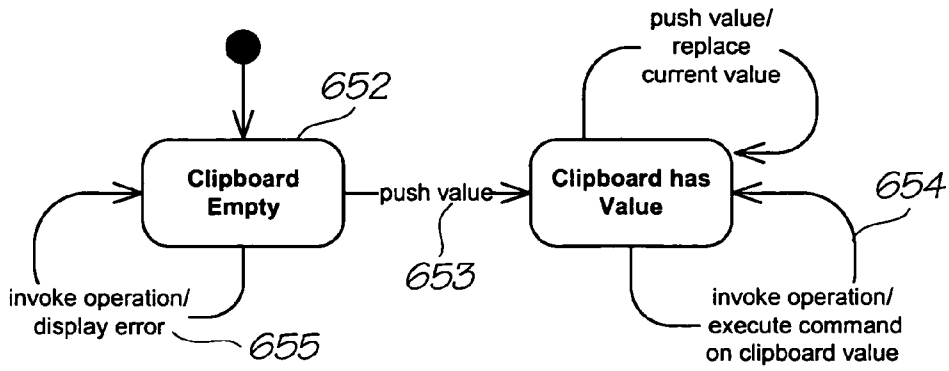 push value/
replace
current value
652
Clipboard
Empty
push value
653
Clipboard has
Value
654
invoke operation/
display error
655
invoke operation/
execute command
on clipboard value